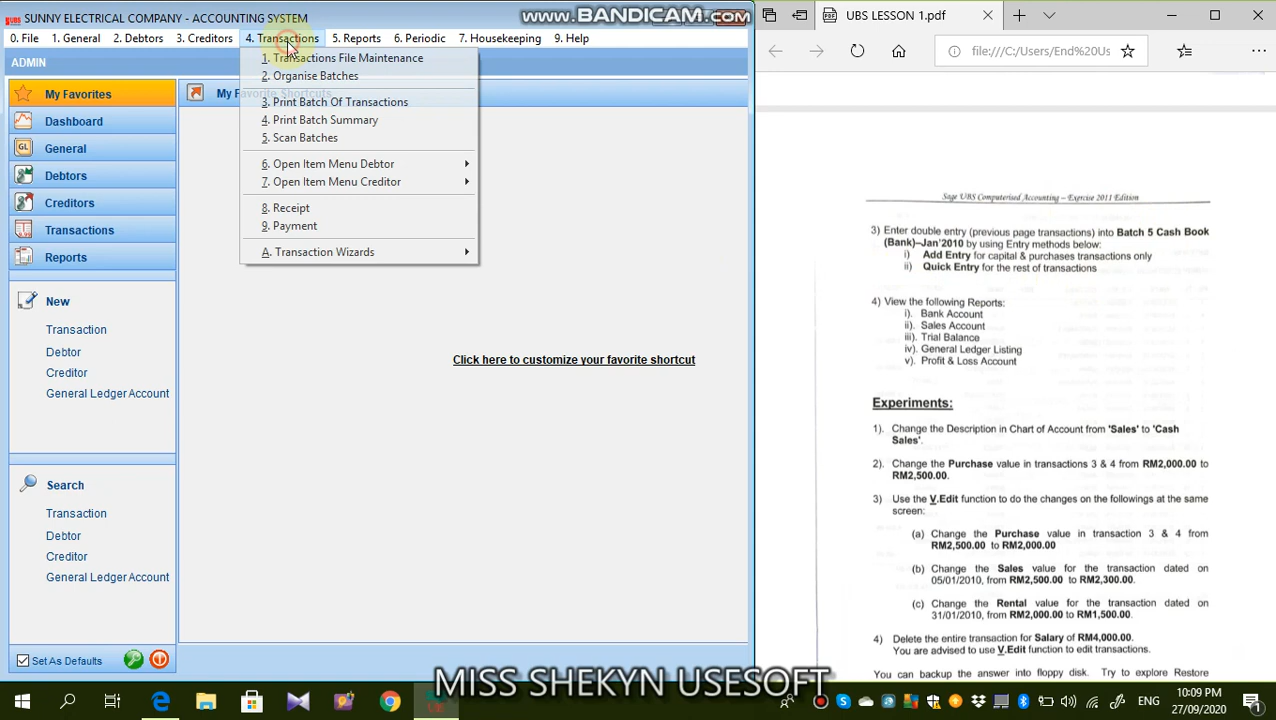 SUNNY ELECTRICAL COMPANY - ACCOUNTING SYSTEM
www.BANDICAM.com
0. File 1. General 2. Debtors 3. Creditors 4. Transactions 5. Reports 6. Periodic 7. Housekeeping 9. Help
ADMIN
My Favorites
Dashboard
General
Debtors
Creditors
Transactions
Reports
New
Transaction
Debtor
Creditor
General Ledger Account
Search
Transaction
Debtor
Creditor
General Ledger Account
Set As Defaults
My Favorite Shortcuts
1. Transactions File Maintenance
2. Organise Batches
3. Print Batch Of Transactions
4. Print Batch Summary
5. Scan Batches
6. Open Item Menu Debtor
7. Open Item Menu Creditor
8. Receipt
9. Payment
A. Transaction Wizards
Click here to customize your favorite shortcut
UBS LESSON 1.pdf
file:///C:/Users/End%20Us
Sage UBS Computerised Accounting – Exercise 2011 Edition
3) Enter double entry (previous page transactions) into Batch 5 Cash Book
(Bank)–Jan'2010 by using Entry methods below:
i) Add Entry for capital & purchases transactions only
ii) Quick Entry for the rest of transactions
4) View the following Reports:
i). Bank Account
ii). Sales Account
iii). Trial Balance
iv). General Ledger Listing
v). Profit & Loss Account
Experiments:
1). Change the Description in Chart of Account from 'Sales' to 'Cash
Sales'.
2). Change the Purchase value in transactions 3 & 4 from RM2,000.00 to
RM2,500.00.
3) Use the V.Edit function to do the changes on the followings at the same
screen:
(a) Change the Purchase value in transaction 3 & 4 from
RM2,500.00 to RM2,000.00
(b) Change the Sales value for the transaction dated on
05/01/2010, from RM2,500.00 to RM2,300.00.
(c) Change the Rental value for the transaction dated on
31/01/2010, from RM2,000.00 to RM1,500.00.
4) Delete the entire transaction for Salary of RM4,000.00.
You are advised to use V.Edit function to edit transactions.
You can backup the answer into floppy disk. Try to explore Restore
MISS SHEKYN USESOFT
ENG
10:09 PM
27/09/2020